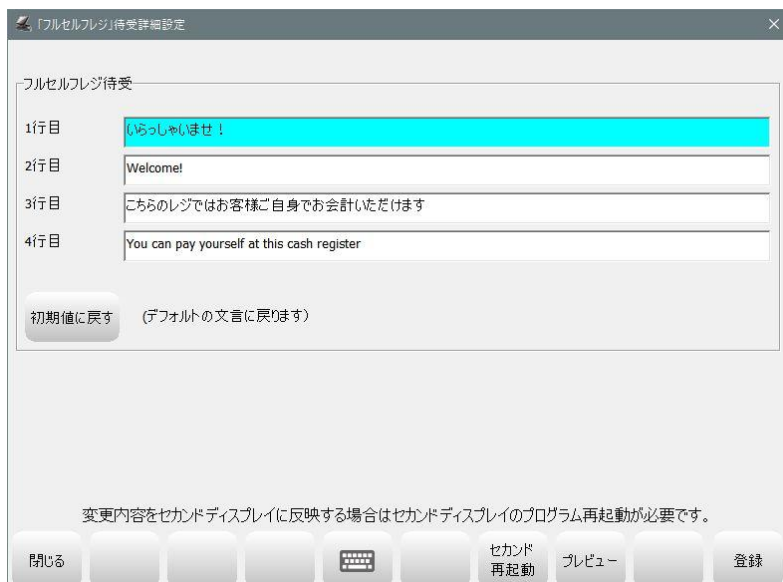 「フルセルフレジ」待受詳細設定
フルセルフレジ待受
1行目 いらっしゃいませ！
2行目 Welcome!
3行目 こちらのレジではお客様ご自身でお会計いただけます
4行目 You can pay yourself at this cash register
初期値に戻す (デフォルトの文言に戻ります)
変更内容をセカンドディスプレイに反映する場合はセカンドディスプレイのプログラム再起動が必要です。
閉じる セカンド プレビュー 登録
再起動